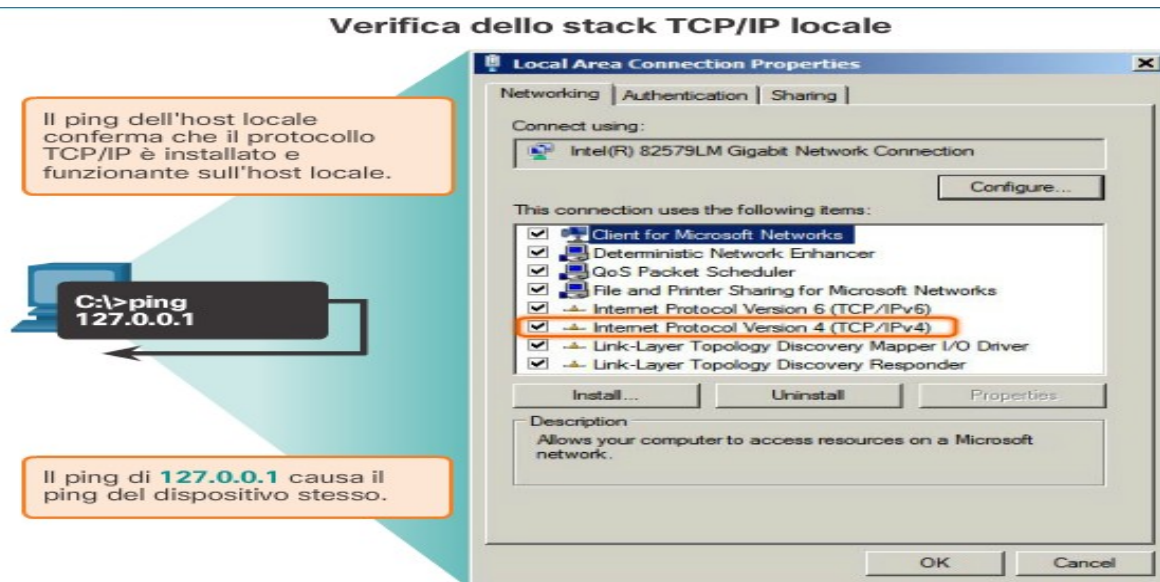 Verifica dello stack TCP/IP locale
Il ping dell'host locale
conferma che il protocollo
TCP/IP è installato e
funzionante sull'host locale.
C:\>ping
127.0.0.1
Il ping di 127.0.0.1 causa il
ping del dispositivo stesso.
Local Area Connection Properties
Networking Authentication Sharing
Connect using:
Intel(R) 82579LM Gigabit Network Connection
Configure...
This connection uses the following items:
Client for Microsoft Networks
Deterministic Network Enhancer
QoS Packet Scheduler
File and Printer Sharing for Microsoft Networks
Internet Protocol Version 6 (TCP/IPv6)
Internet Protocol Version 4 (TCP/IPv4)
Link-Layer Topology Discovery Mapper I/O Driver
Link-Layer Topology Discovery Responder
Install... Uninstall Properties
Description
Allows your computer to access resources on a Microsoft
network.
OK Cancel